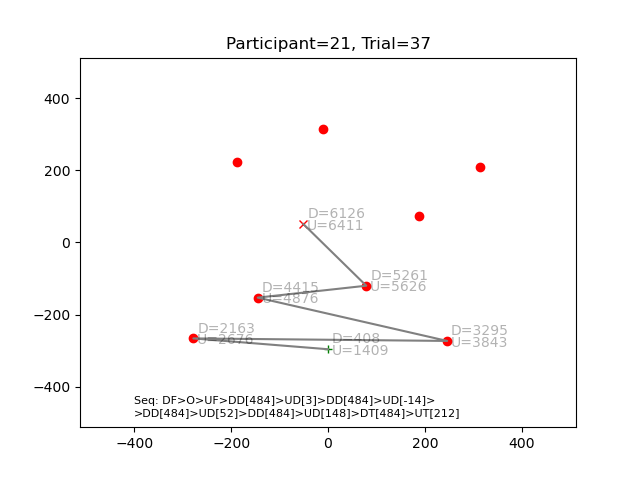 Participant=21, Trial=37
400
200
0
−200
−400
D=6126
U=6411
D=5261
U=5626
D=4415
U=4876
D=2163
U=2676
D=408
U=1409
D=3295
U=3843
Seq: DF>O>UF>DD[484]>UD[3]>DD[484]>UD[-14]>
>DD[484]>UD[52]>DD[484]>UD[148]>DT[484]>UT[212]
−400 −200 0 200 400